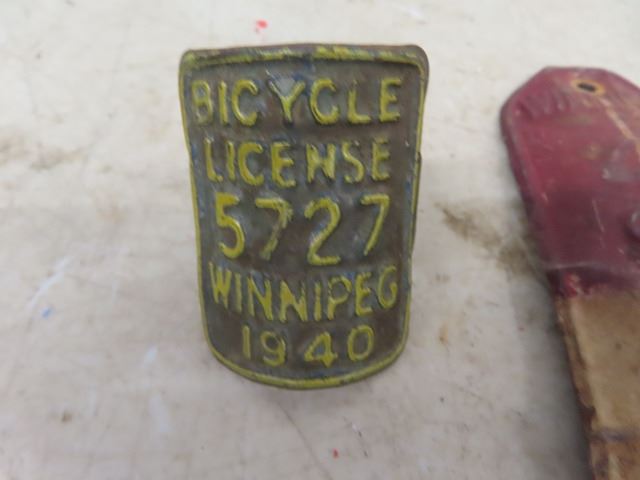 BICYCLE
LICENSE
5727
WINNIPEG
1940